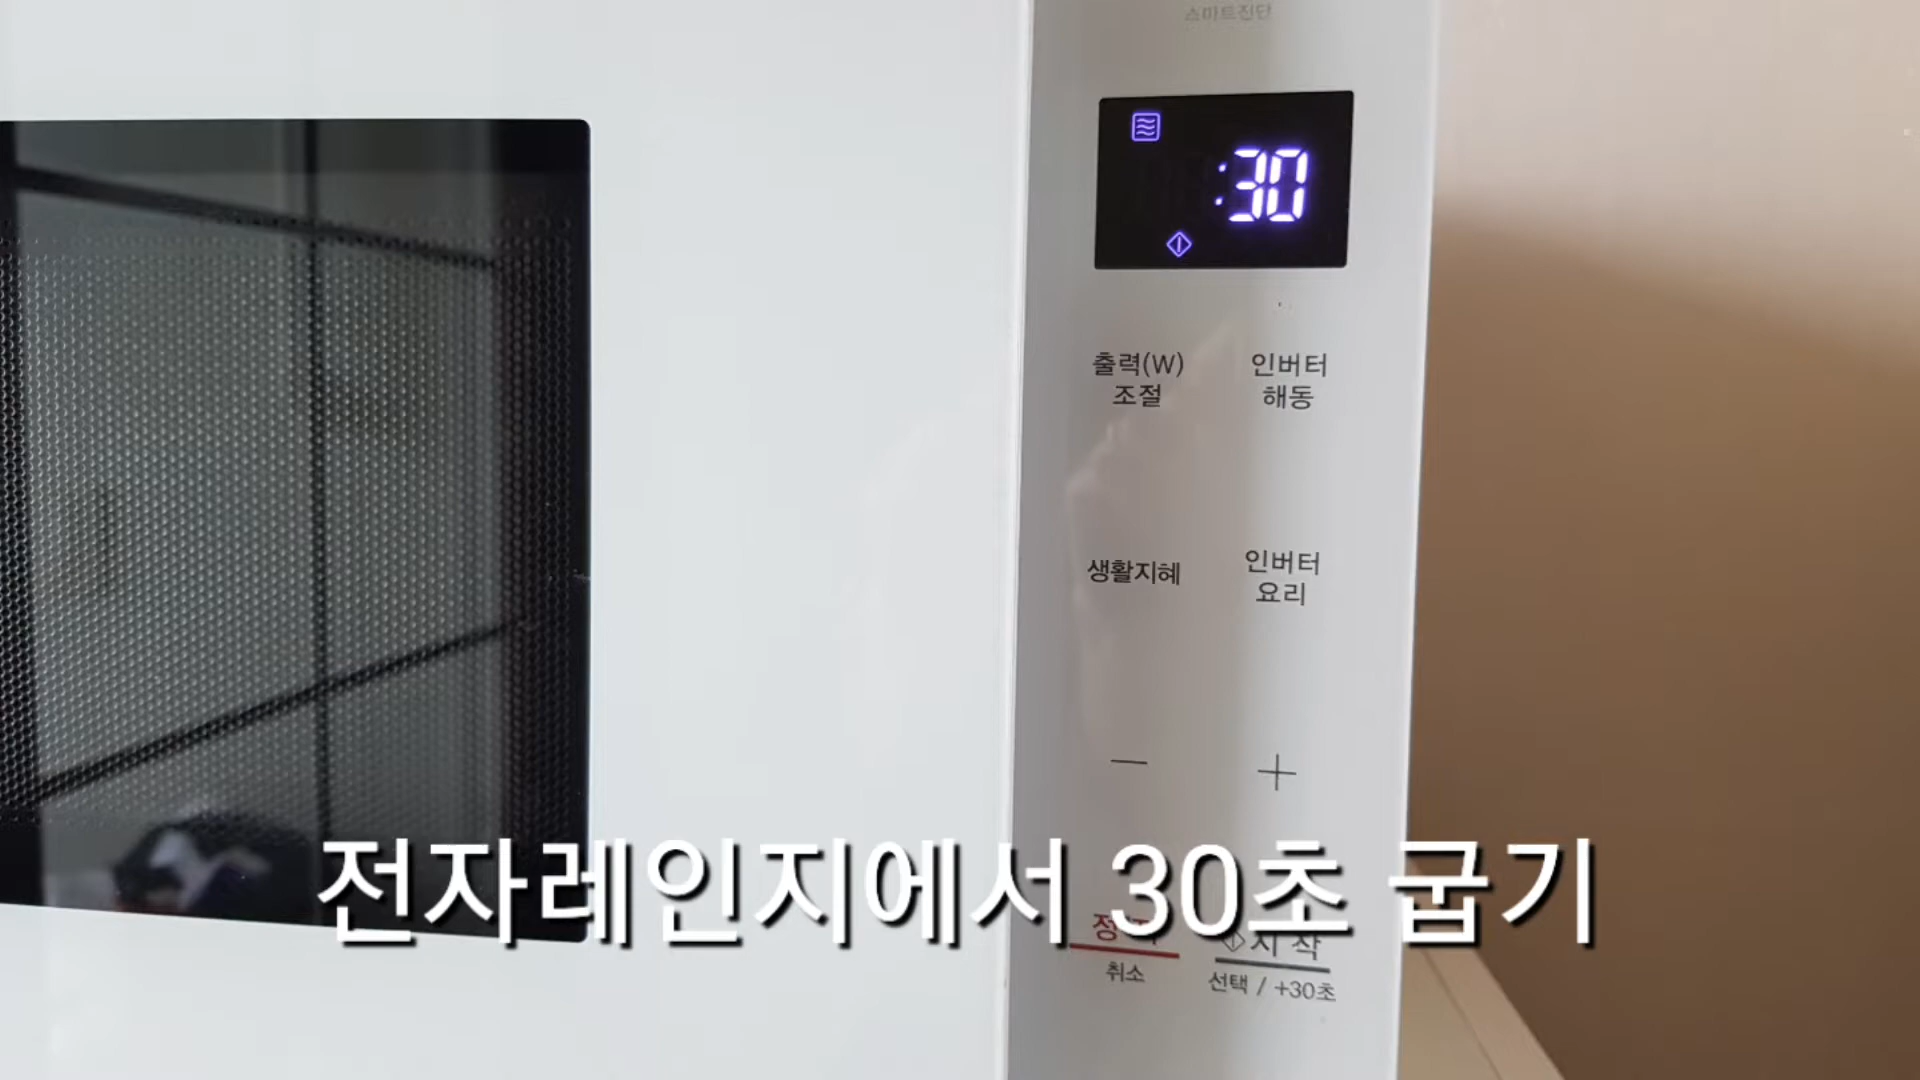 스마트진단
:30
출력(W)
조절
인버터
해동
생활지혜
인버터
요리
— +
전자레인지에서 30초 굽기
시작
취소
선택 / +30초